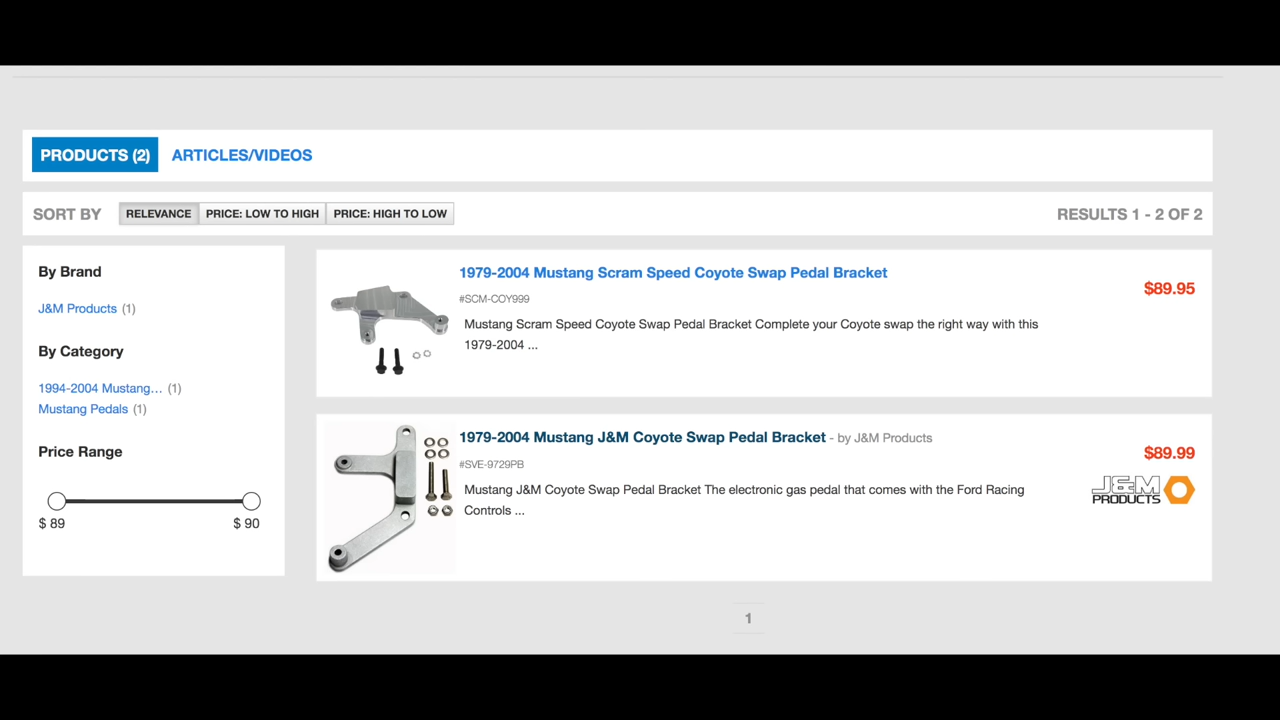 PRODUCTS (2) ARTICLES/VIDEOS
SORT BY RELEVANCE PRICE: LOW TO HIGH PRICE: HIGH TO LOW RESULTS 1 - 2 OF 2
By Brand
J&M Products (1)
By Category
1994-2004 Mustang... (1)
Mustang Pedals (1)
Price Range
$ 89 $ 90
1979-2004 Mustang Scram Speed Coyote Swap Pedal Bracket
$89.95
#SCM-COY999
Mustang Scram Speed Coyote Swap Pedal Bracket Complete your Coyote swap the right way with this
1979-2004 ...
1979-2004 Mustang J&M Coyote Swap Pedal Bracket - by J&M Products
$89.99
#SVE-9729PB
Mustang J&M Coyote Swap Pedal Bracket The electronic gas pedal that comes with the Ford Racing
Controls ...
J&M
PRODUCTS
1